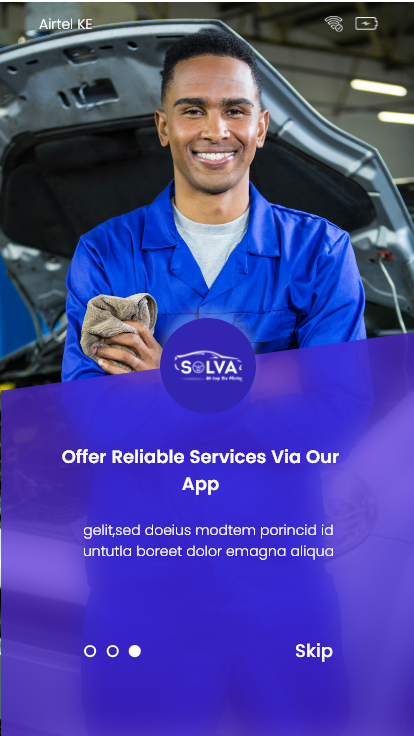 Airtel KE
SOLVA
We Keep You Moving
Offer Reliable Services Via Our
App
gelit,sed doeius modtem porincid id
untutla boreet dolor emagna aliqua
Skip